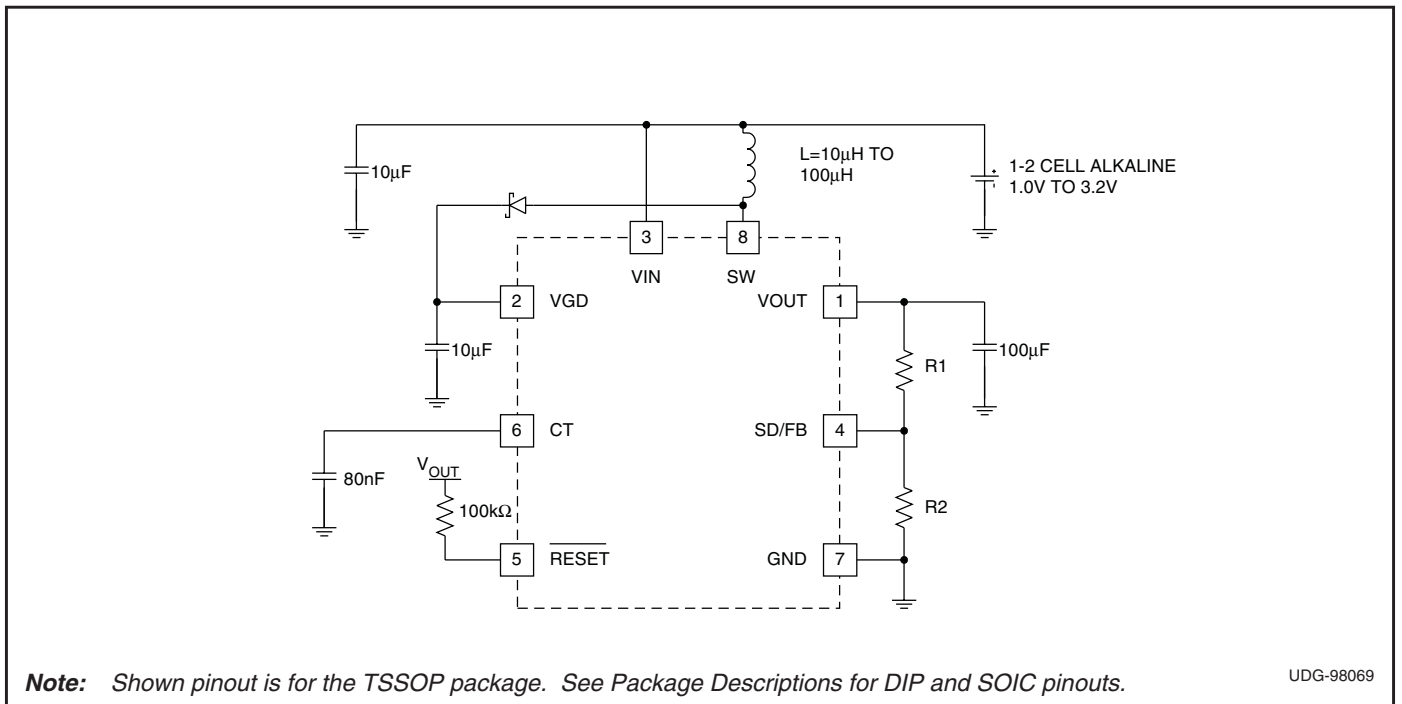 10µF
L=10µH TO
100µH
+
1-2 CELL ALKALINE
1.0V TO 3.2V
3
8
VIN
SW
2
VGD
VOUT
1
10µF
R1
100µF
6
CT
SD/FB
4
80nF
VOUT
100kΩ
R2
5
RESET
GND
7
Note: Shown pinout is for the TSSOP package. See Package Descriptions for DIP and SOIC pinouts.
UDG-98069